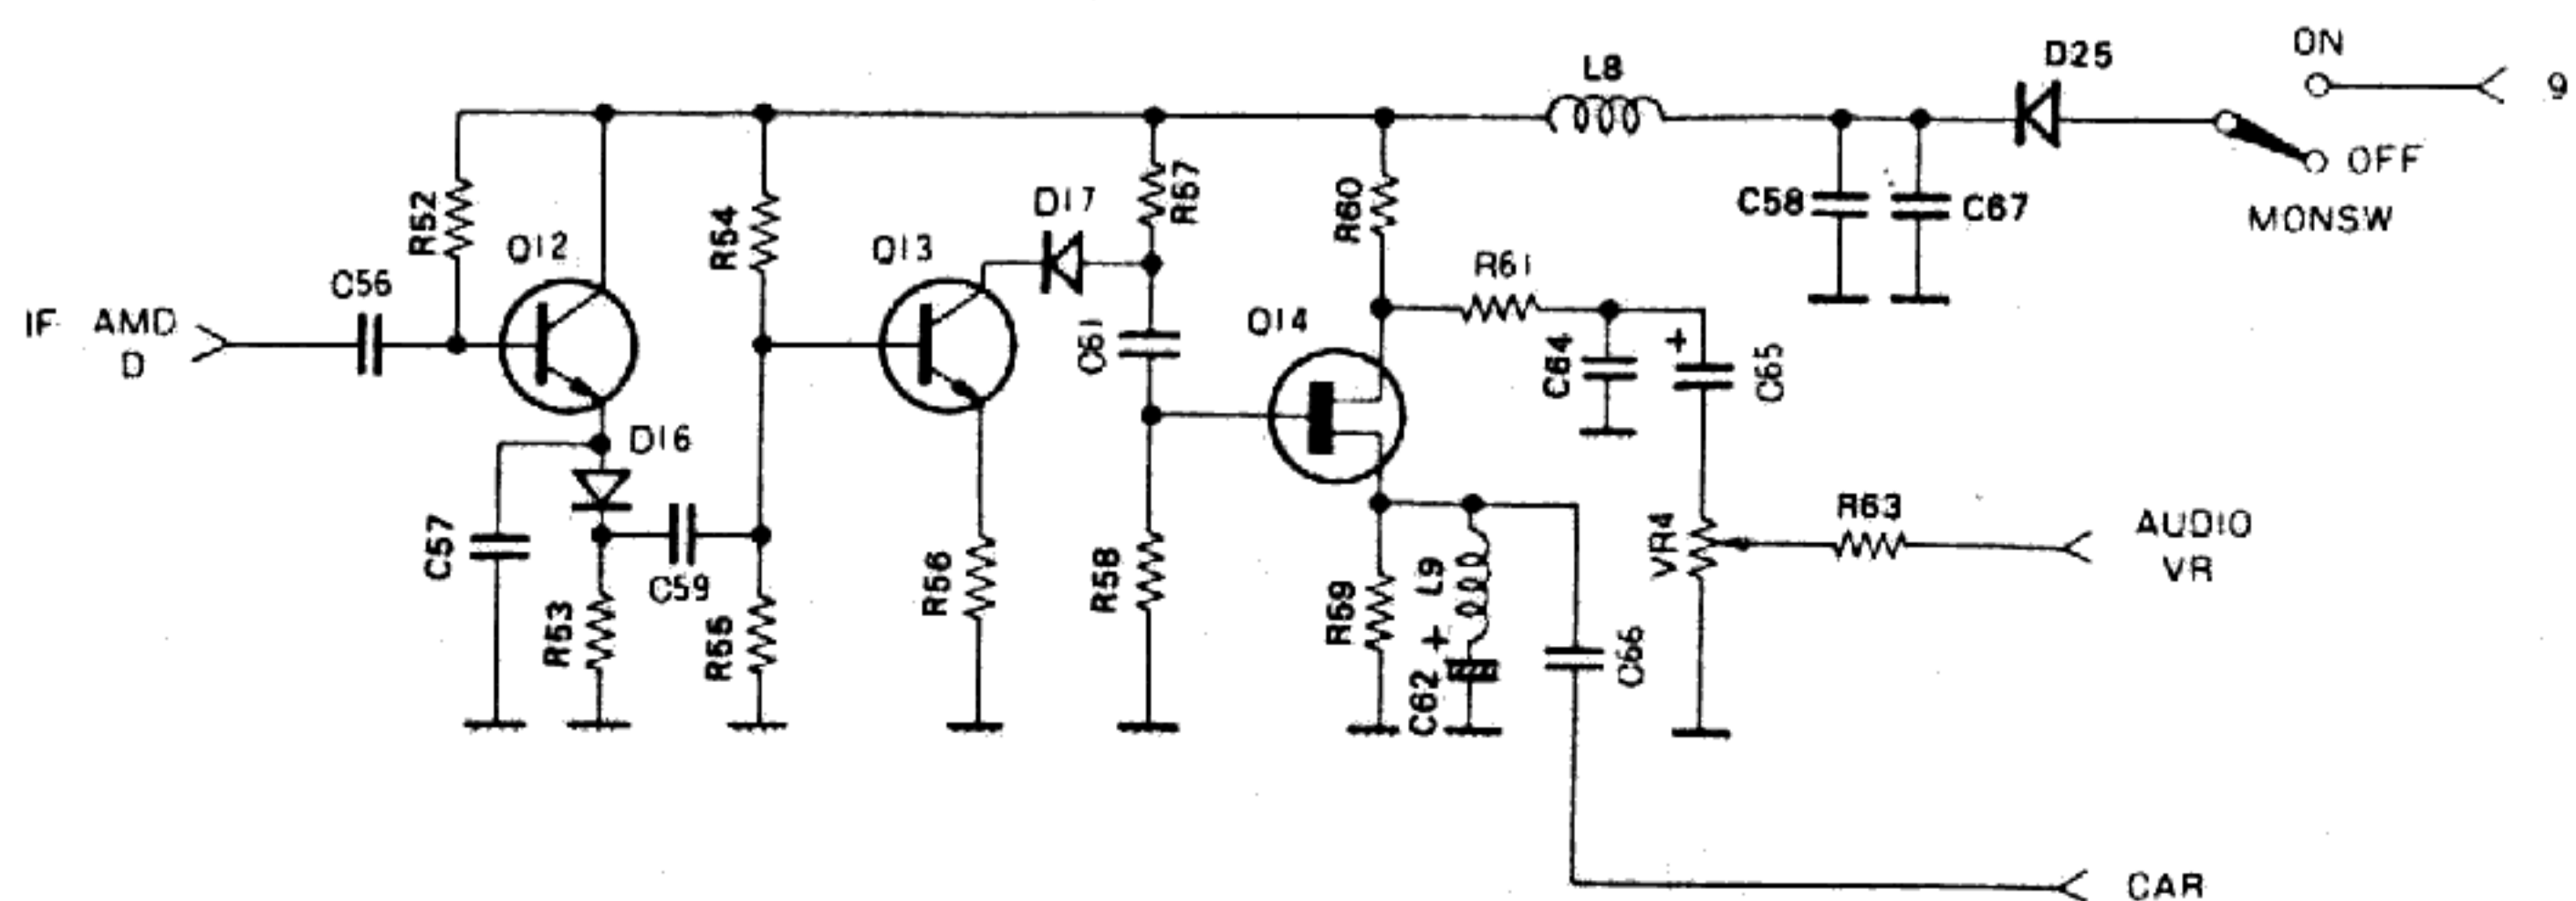 ON
9
L8
D25
OFF
MONSW
C58
C67
R52
Q12
R54
Q13
D17
R57
R60
R61
C56
IF AMD
D
C61
Q14
C64
+
C65
D16
C57
C59
R53
R55
R56
R58
R59
L9
+
C62
C66
VR4
R63
AUDIO
VR
CAR